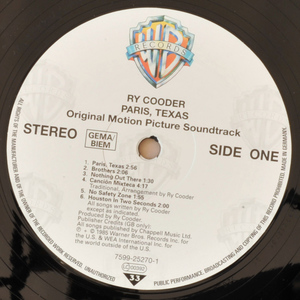 RECORDS
RY COODER
PARIS, TEXAS
Original Motion Picture Soundtrack
STEREO
GEMA/
BIEM
SIDE ONE
1. Paris, Texas 2:56
2. Brothers 2:08
3. Nothing Out There 1:30
4. Canción Mixteca 4:17
Traditional. Arrangement by Ry Cooder
5. No Safety Zone 1:55
6. Houston in Two Seconds 2:00
All songs written by Ry Cooder
except as indicated.
Produced by Ry Cooder
Publisher Credits (GB only)
All songs published by Chappell Music Ltd.
℗ + © 1985 Warner Bros. Records Inc. for
the U.S. & WEA International Inc. for
the world outside of the U.S.
7599-25270-1
33
MADE IN GERMANY.